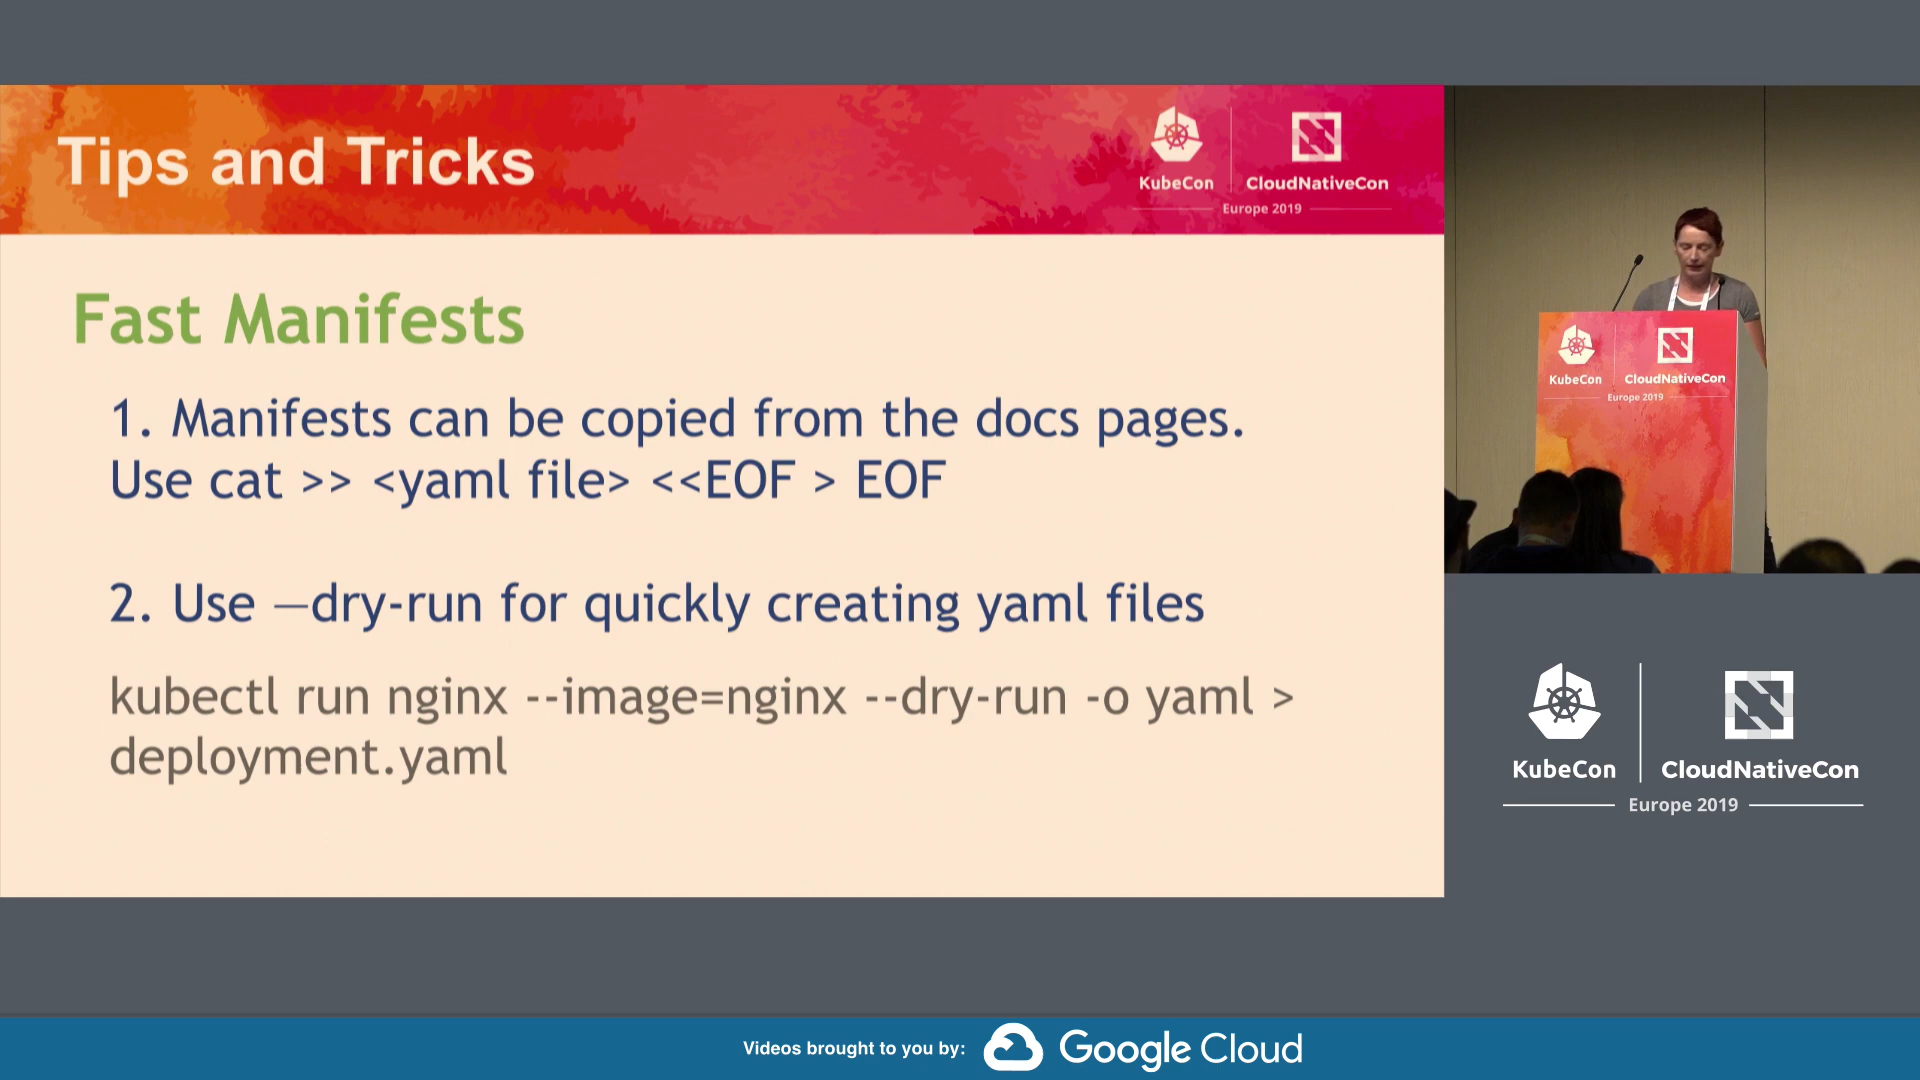 Tips and Tricks
KubeCon
CloudNativeCon
Europe 2019
Fast Manifests
1. Manifests can be copied from the docs pages.
Use cat >> <yaml file> <<EOF > EOF
2. Use —dry-run for quickly creating yaml files
kubectl run nginx --image=nginx --dry-run -o yaml >
deployment.yaml
KubeCon
CloudNativeCon
Europe 2019
KubeCon
CloudNativeCon
Europe 2019
Videos brought to you by:
Google Cloud